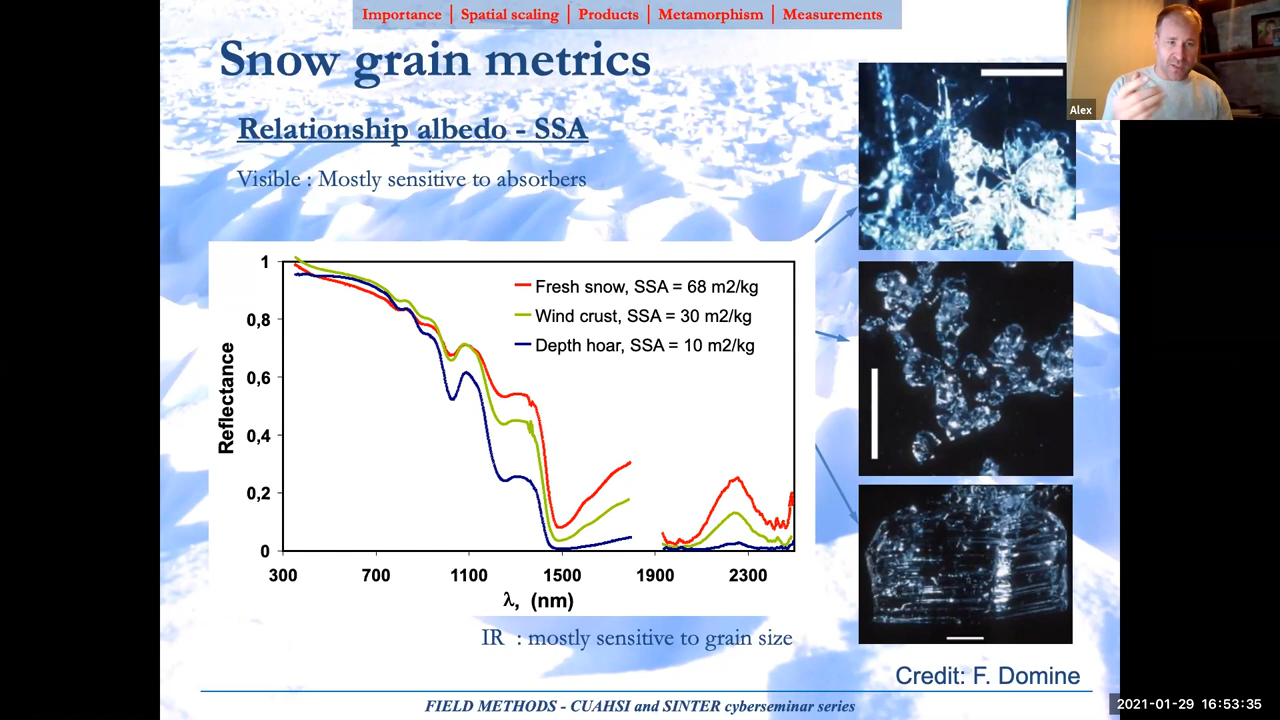 Importance | Spatial scaling | Products | Metamorphism | Measurements
Snow grain metrics
Relationship albedo - SSA
Visible : Mostly sensitive to absorbers
Alex
Reflectance
1
0,8
0,6
0,4
0,2
0
Fresh snow, SSA = 68 m2/kg
Wind crust, SSA = 30 m2/kg
Depth hoar, SSA = 10 m2/kg
300 700 1100 1500 1900 2300
λ, (nm)
IR : mostly sensitive to grain size
Credit: F. Domine
FIELD METHODS - CUAHSI and SINTER cyberseminar series
2021-01-29 16:53:35